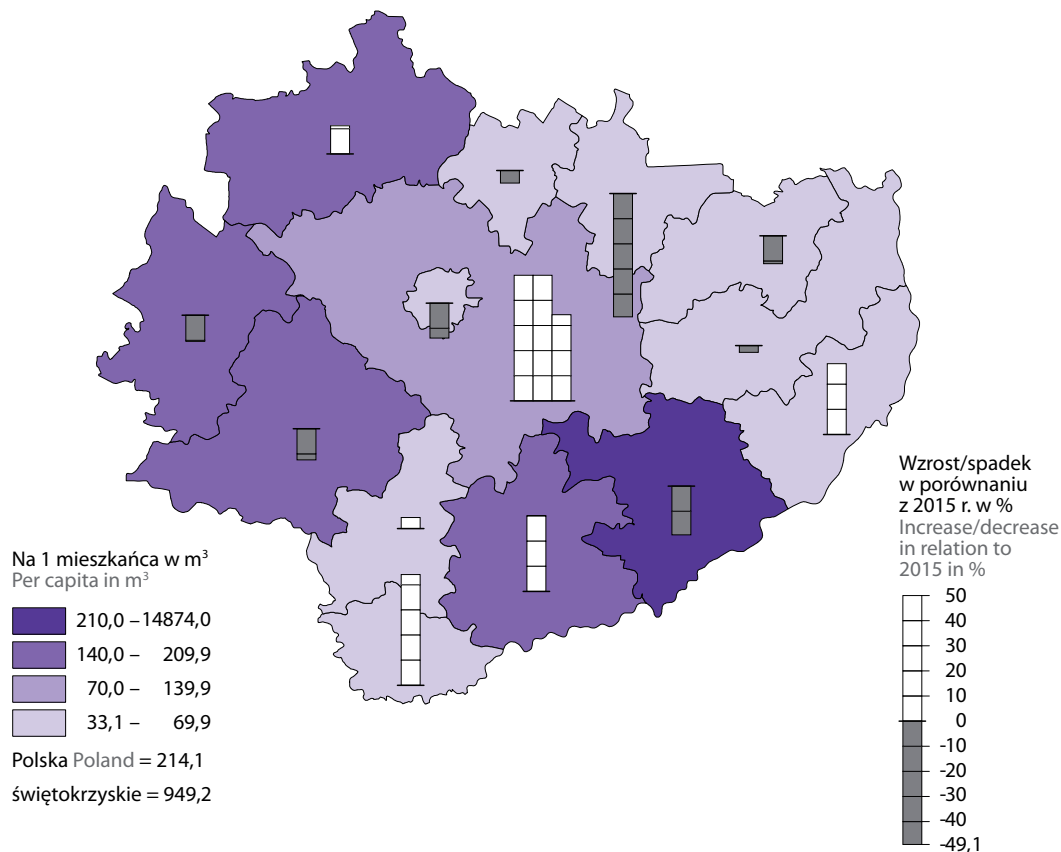 Na 1 mieszkańca w m³
Per capita in m³
210,0 – 14874,0
140,0 – 209,9
70,0 – 139,9
33,1 – 69,9
Polska Poland = 214,1
świętokrzyskie = 949,2
Wzrost/spadek
w porównaniu
z 2015 r. w %
Increase/decrease
in relation to
2015 in %
50
40
30
20
10
0
-10
-20
-30
-40
-49,1